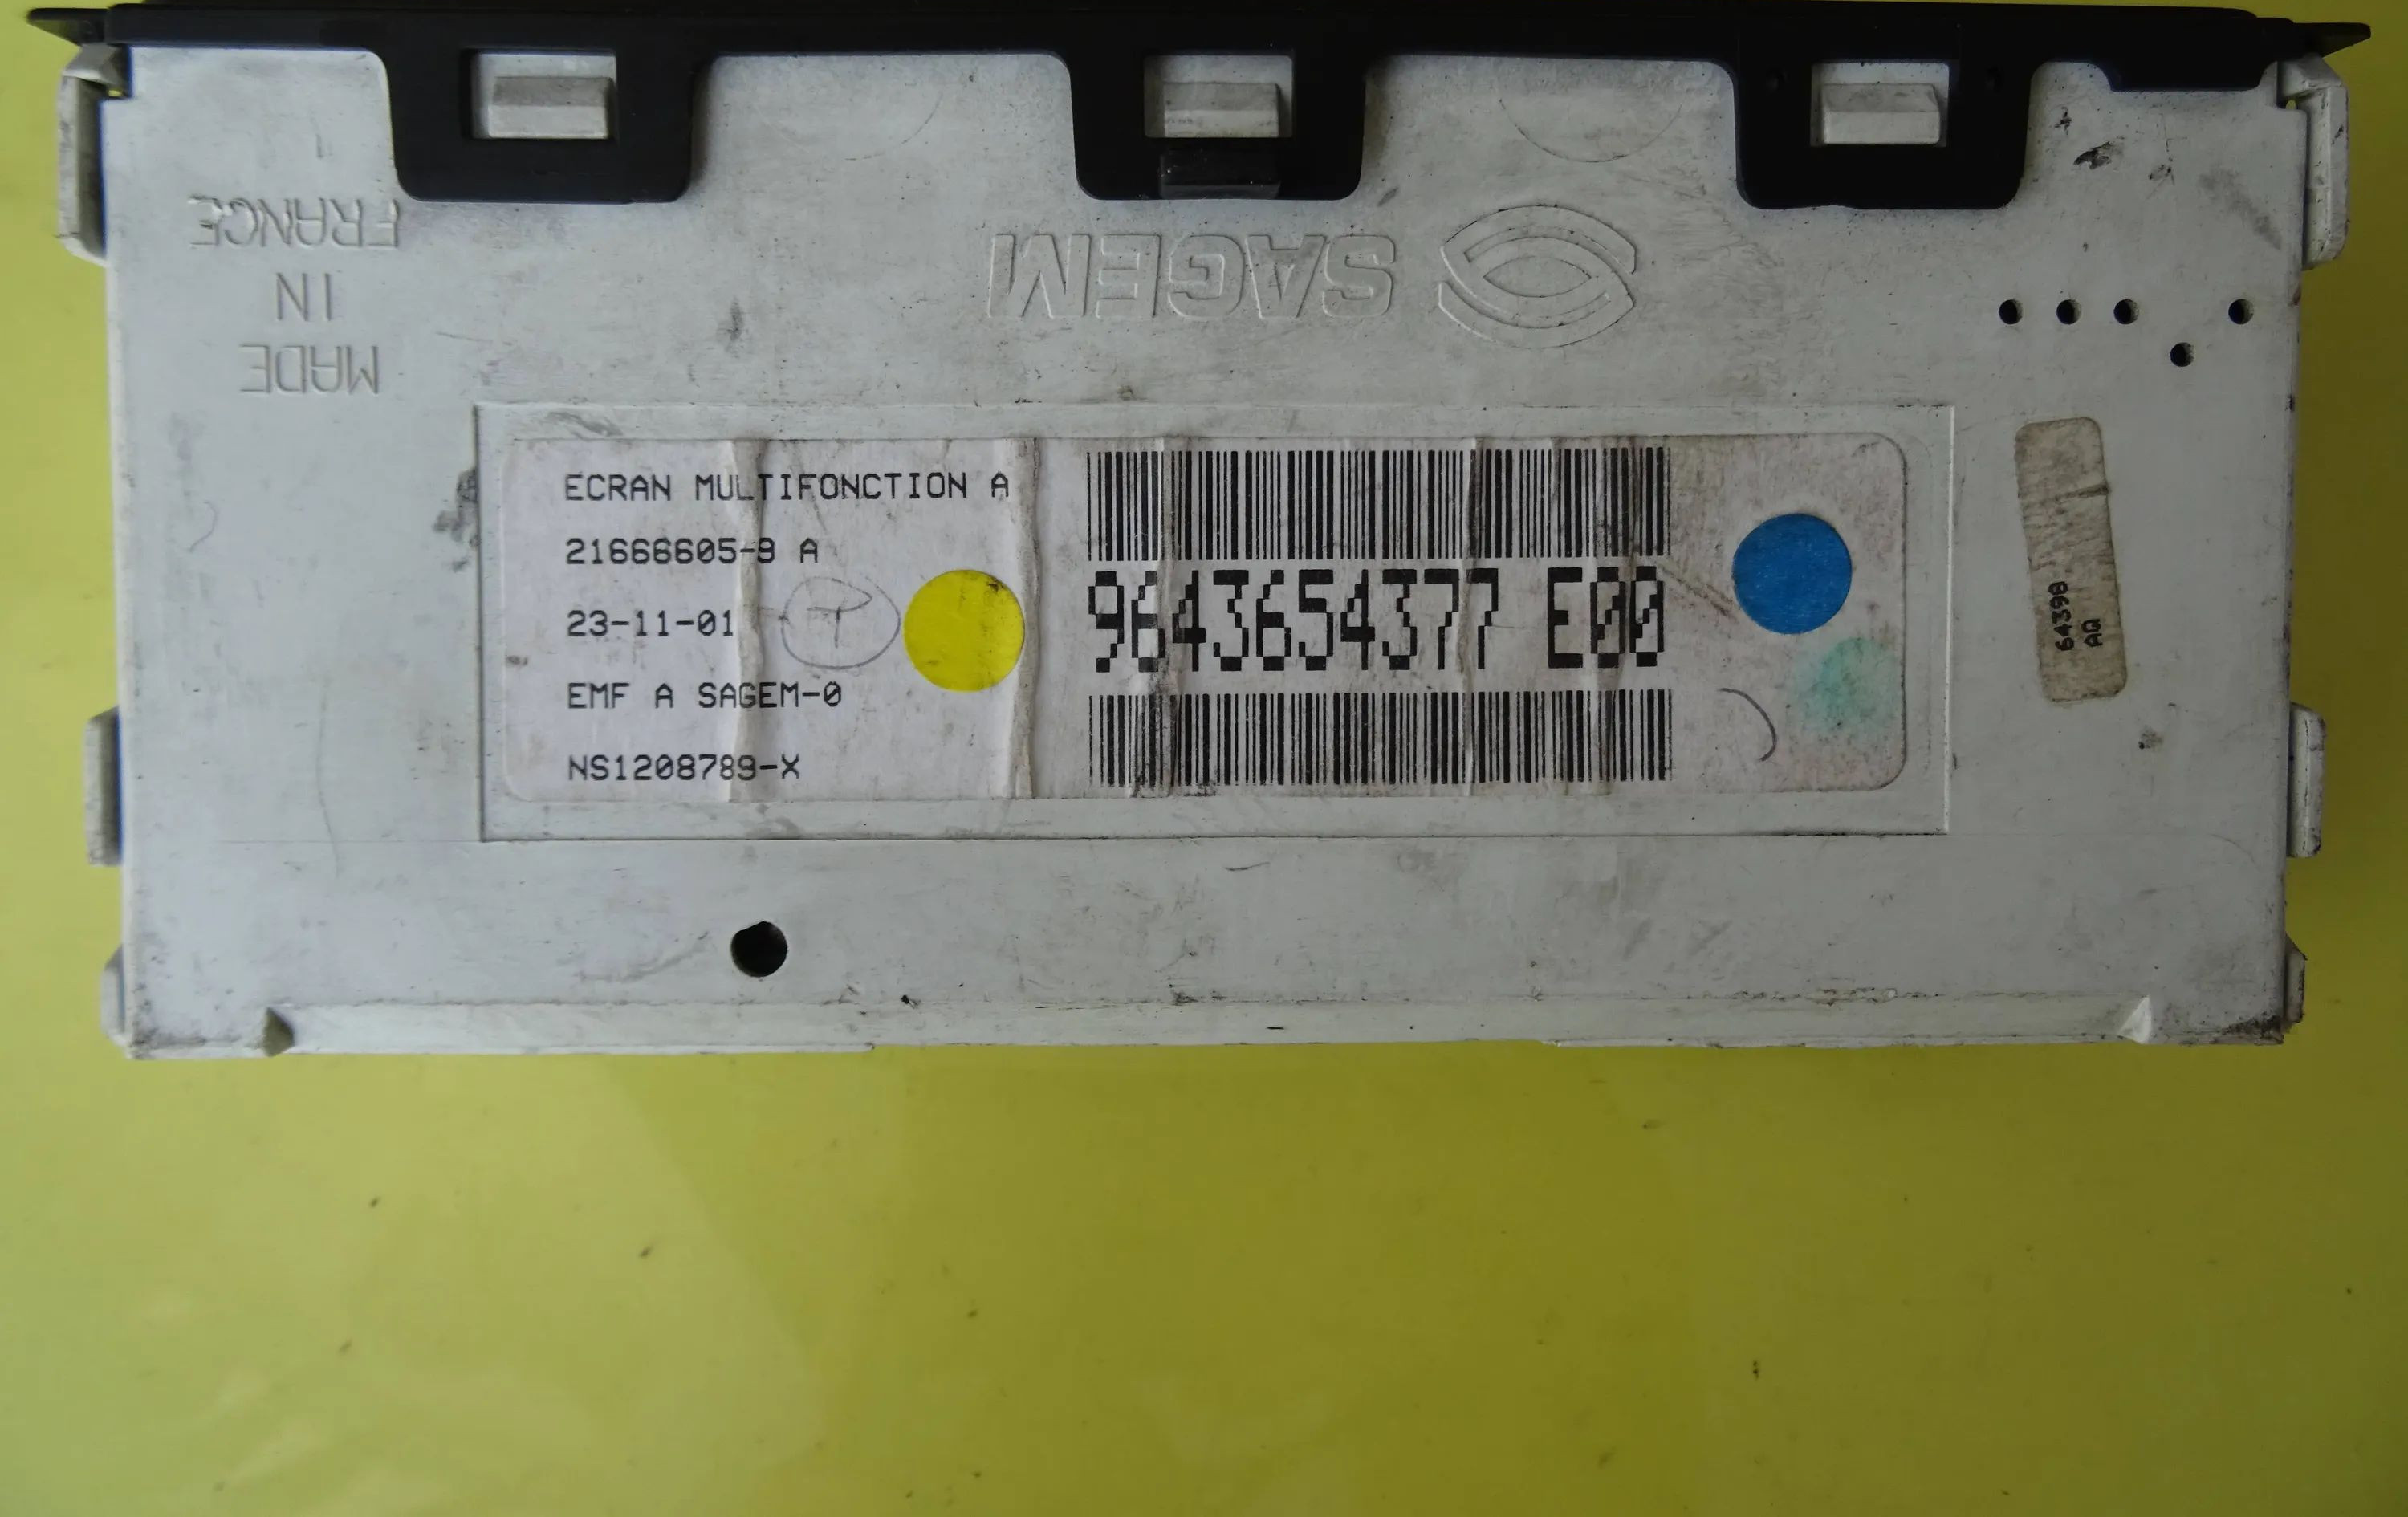 MADE
IN
FRANCE
SAGEM
ECRAN MULTIFONCTION A
21666605-9 A
23-11-01
T
EMF A SAGEM-0
NS1208789-X
9643654377 E00
64398
AQ